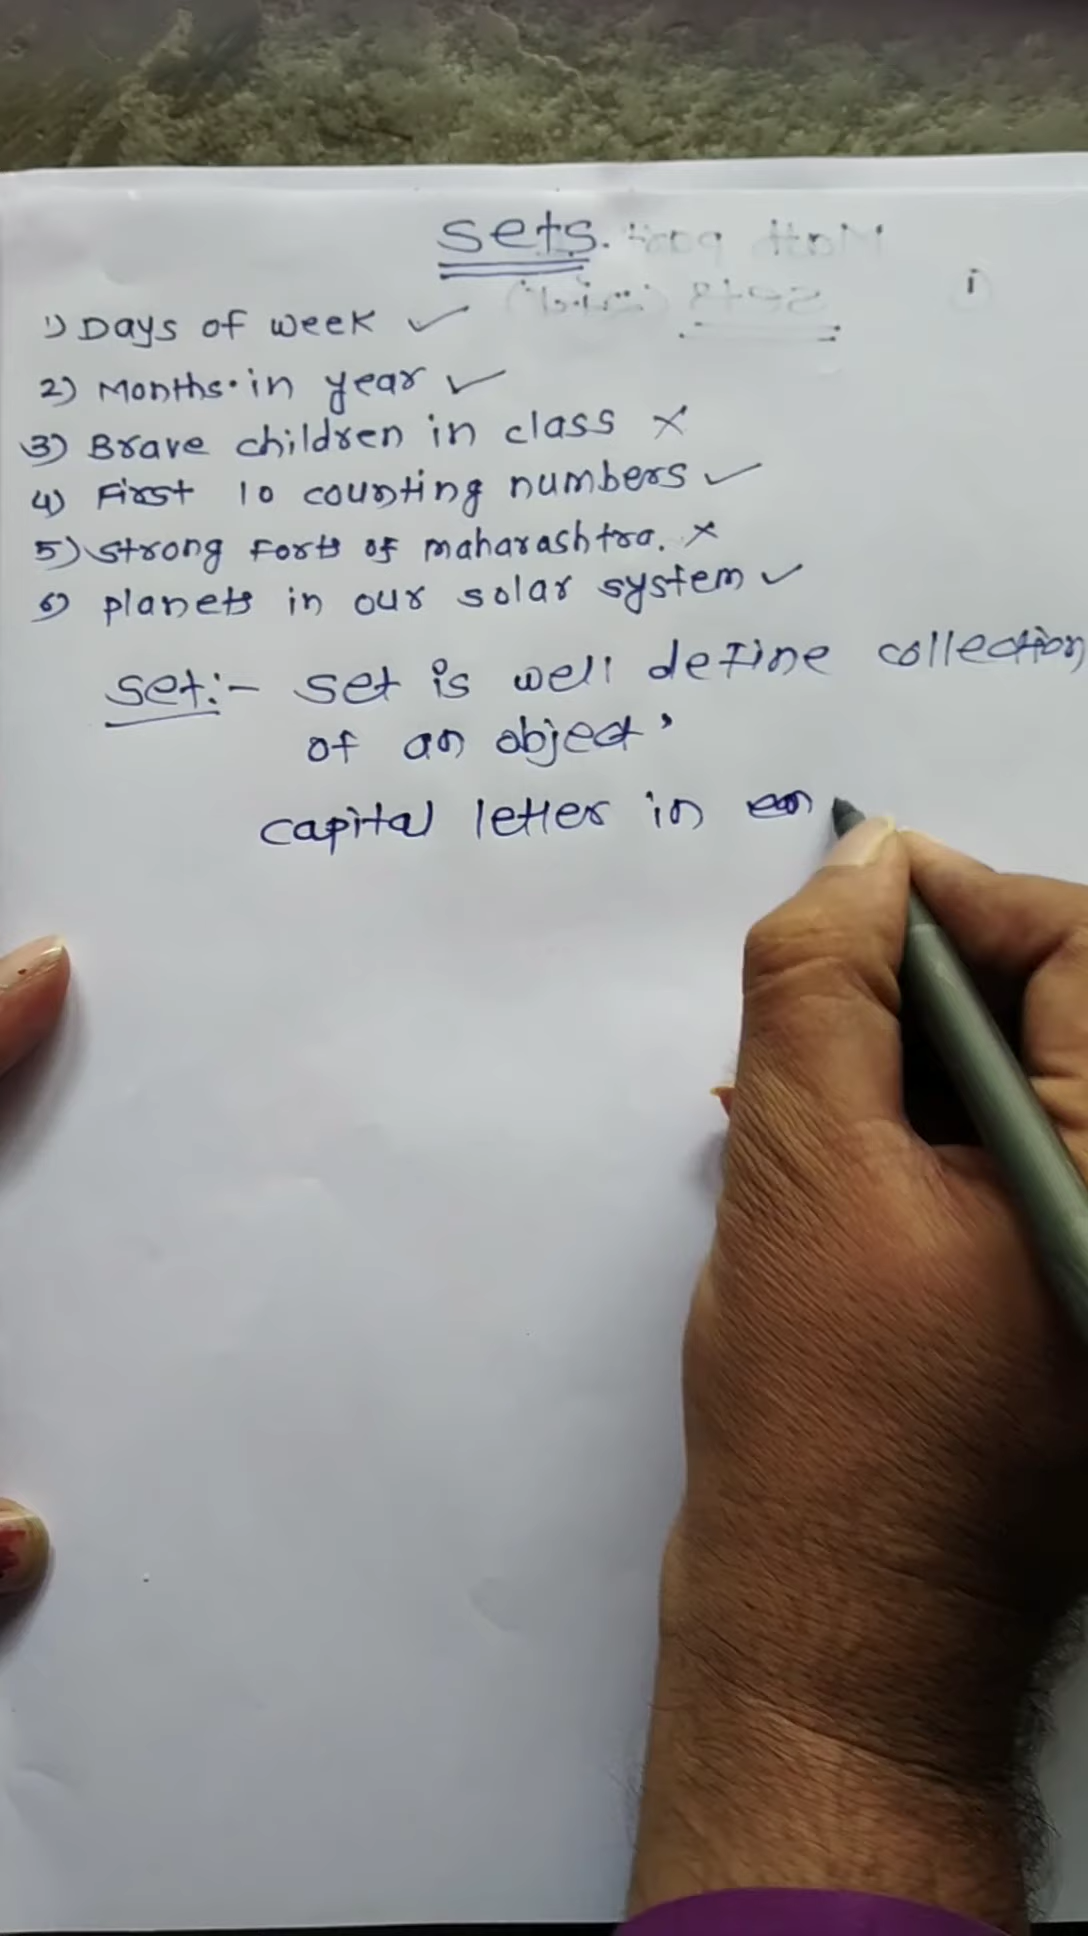 sets.
1) Days of week ✓
2) Months in year ✓
3) Brave children in class ×
4) First 10 counting numbers ✓
5) strong Forts of maharashtra. ×
6) planets in our solar system ✓
set:- set is well define collection
of an object
capital letter in